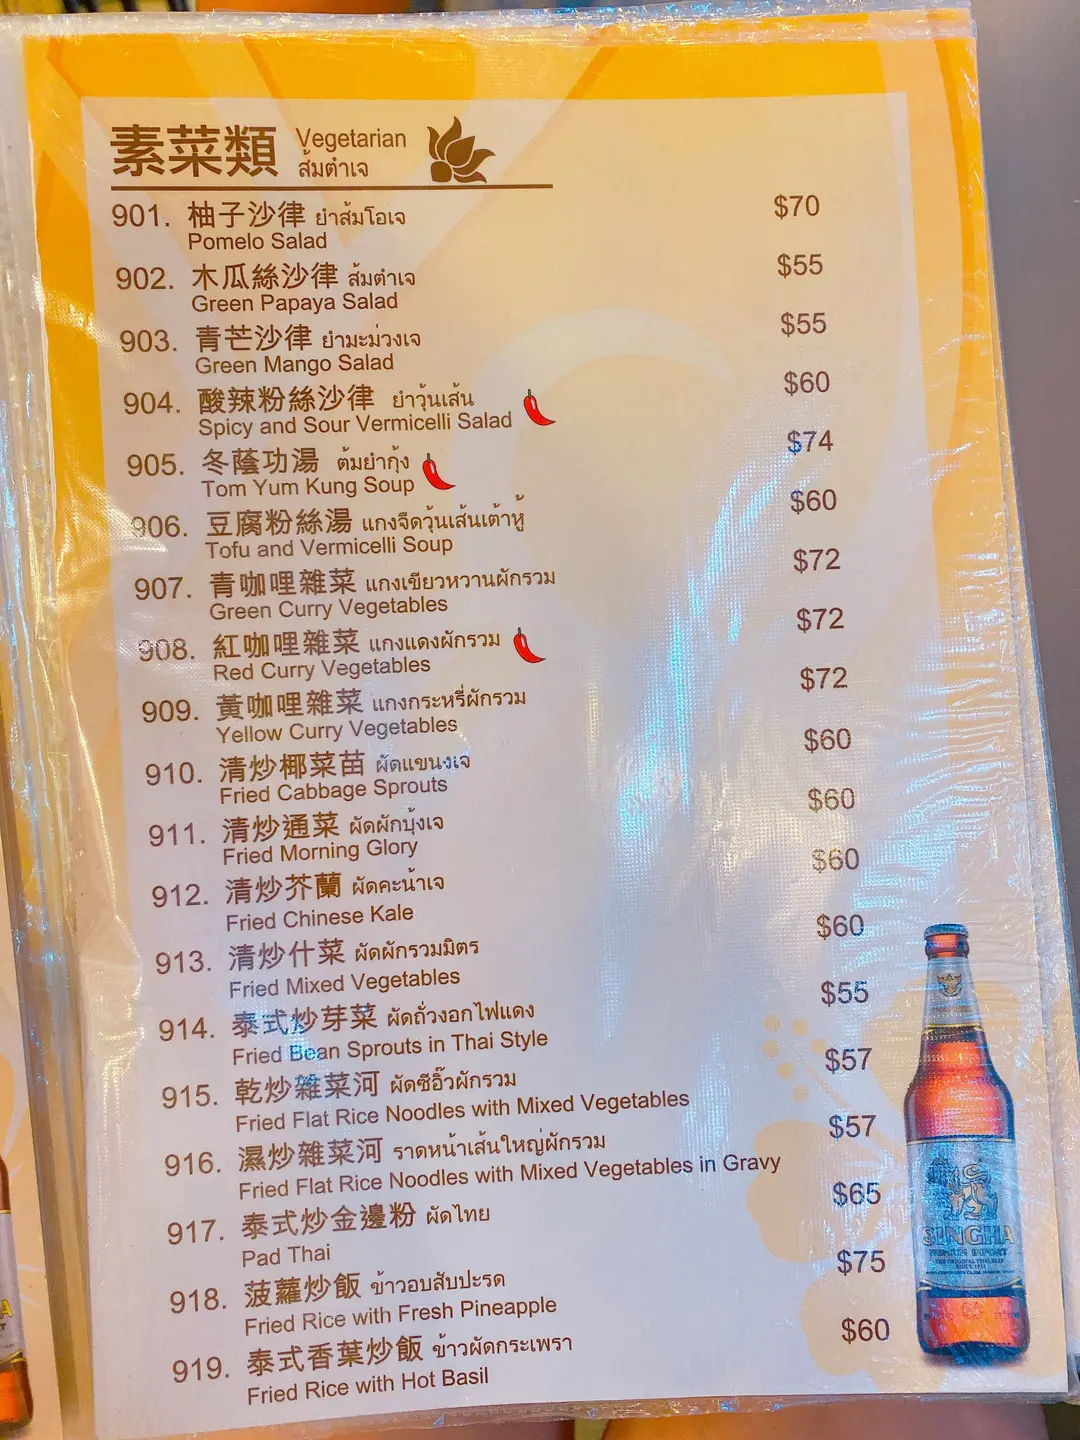 素菜類 Vegetarian
ส้มตำเจ
901. 柚子沙律 ยำส้มโอเจ $70
Pomelo Salad
902. 木瓜絲沙律 ส้มตำเจ $55
Green Papaya Salad
903. 青芒沙律 ยำมะม่วงเจ $55
Green Mango Salad
904. 酸辣粉絲沙律 ยำวุ้นเส้น $60
Spicy and Sour Vermicelli Salad
905. 冬蔭功湯 ต้มยำกุ้ง $74
Tom Yum Kung Soup
906. 豆腐粉絲湯 แกงจืดวุ้นเส้นเต้าหู้ $60
Tofu and Vermicelli Soup
907. 青咖哩雜菜 แกงเขียวหวานผักรวม $72
Green Curry Vegetables
908. 紅咖哩雜菜 แกงแดงผักรวม $72
Red Curry Vegetables
909. 黃咖哩雜菜 แกงกระหรี่ผักรวม $72
Yellow Curry Vegetables
910. 清炒椰菜苗 ผัดแขนงเจ $60
Fried Cabbage Sprouts
911. 清炒通菜 ผัดผักบุ้งเจ $60
Fried Morning Glory
912. 清炒芥蘭 ผัดคะน้าเจ $60
Fried Chinese Kale
913. 清炒什菜 ผัดผักรวมมิตร $60
Fried Mixed Vegetables
914. 泰式炒芽菜 ผัดถั่วงอกไฟแดง $55
Fried Bean Sprouts in Thai Style
915. 乾炒雜菜河 ผัดซีอิ๊วผักรวม $57
Fried Flat Rice Noodles with Mixed Vegetables
916. 濕炒雜菜河 ราดหน้าเส้นใหญ่ผักรวม $57
Fried Flat Rice Noodles with Mixed Vegetables in Gravy
917. 泰式炒金邊粉 ผัดไทย $65
Pad Thai
918. 菠蘿炒飯 ข้าวอบสับปะรด $75
Fried Rice with Fresh Pineapple
919. 泰式香葉炒飯 ข้าวผัดกระเพรา $60
Fried Rice with Hot Basil
SINGHA
PREMIUM IMPORT
THE ORIGINAL THAI BEER
SINCE 1933